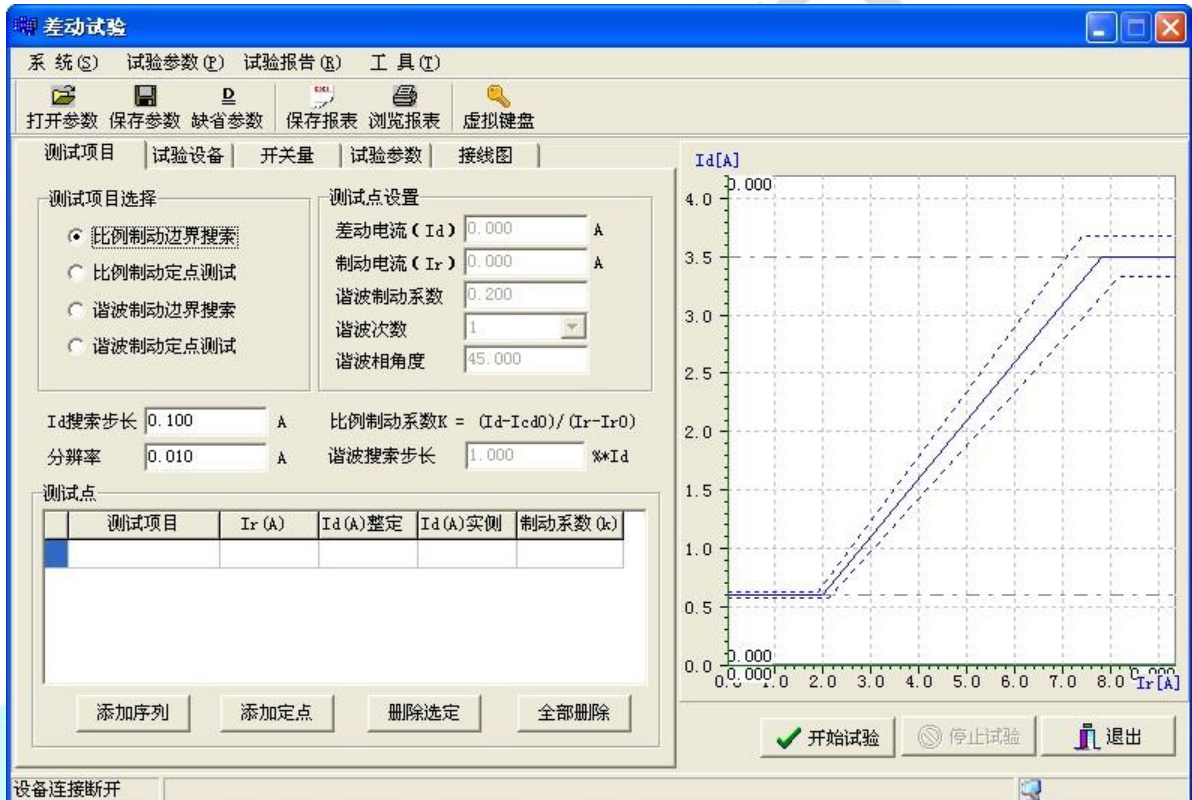 差动试验
系 统(S) 试验参数(P) 试验报告(R) 工 具(T)
打开参数 保存参数 缺省参数 保存报表 浏览报表 虚拟键盘
测试项目 试验设备 开关量 试验参数 接线图
测试项目选择
比例制动边界搜索
比例制动定点测试
谐波制动边界搜索
谐波制动定点测试
测试点设置
差动电流(Id) 0.000 A
制动电流(Ir) 0.000 A
谐波制动系数 0.200
谐波次数 1
谐波相角度 45.000
Id搜索步长 0.100 A 比例制动系数K = (Id-Icd0)/(Ir-Ir0)
分辨率 0.010 A 谐波搜索步长 1.000 %*Id
测试点
测试项目 Ir(A) Id(A)整定 Id(A)实侧 制动系数(k)
添加序列 添加定点 删除选定 全部删除
Id[A]
0.000
4.0
3.5
3.0
2.5
2.0
1.5
1.0
0.5
0.000
0.0
0.000
2.0 3.0 4.0 5.0 6.0 7.0 8.0 Ir[A]
开始试验 停止试验 退出
设备连接断开